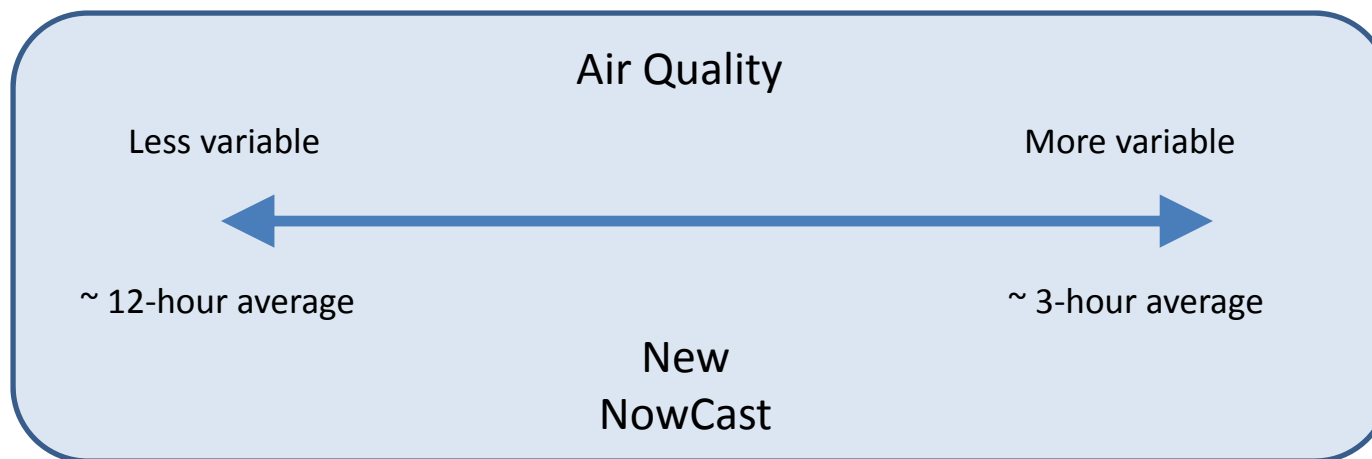 Air Quality
Less variable
More variable
~ 12-hour average
~ 3-hour average
New
NowCast